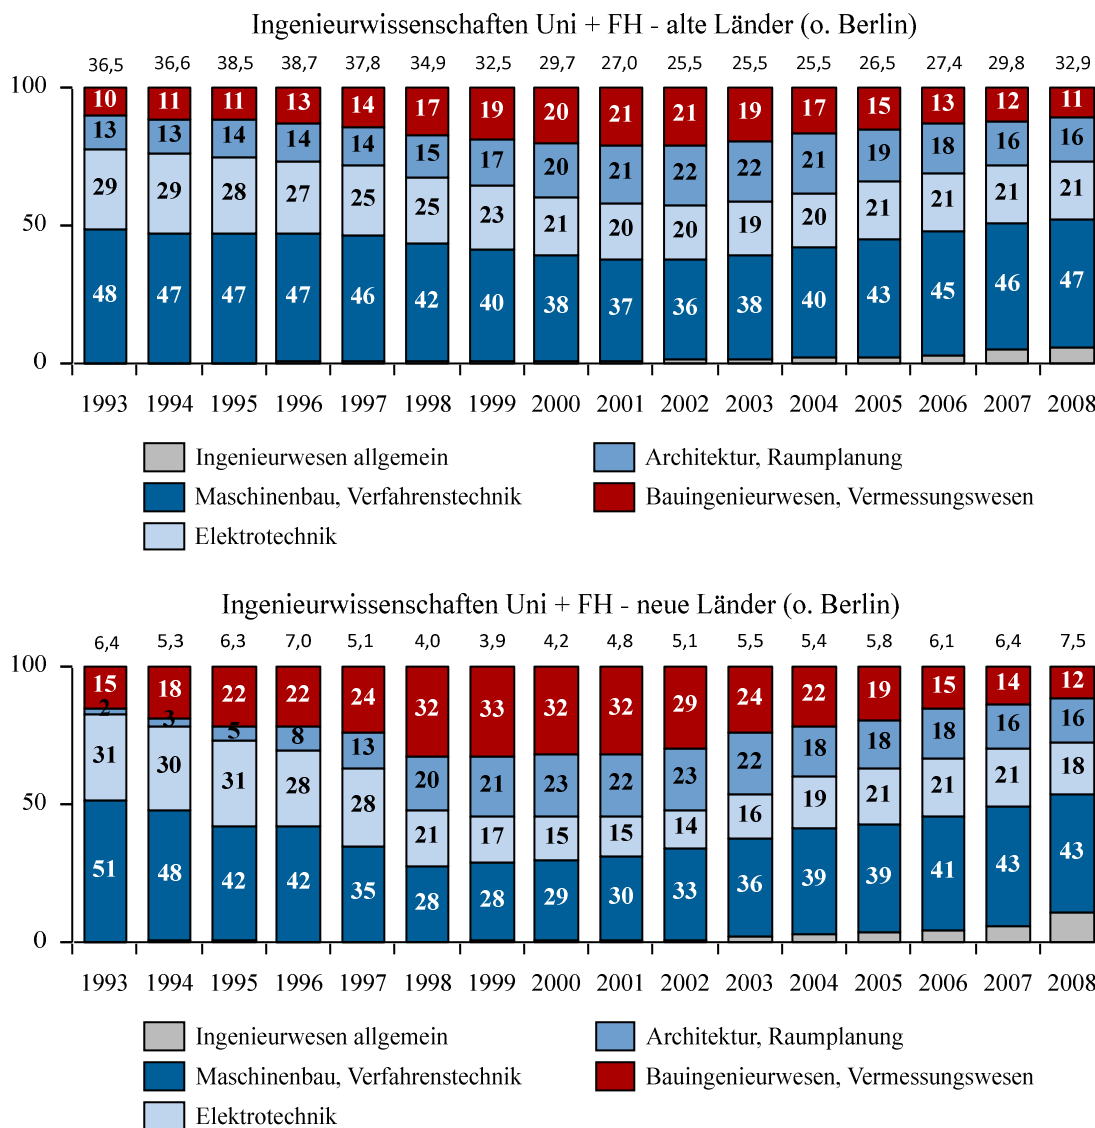 Ingenieurwissenschaften Uni + FH - alte Länder (o. Berlin)
36,5 36,6 38,5 38,7 37,8 34,9 32,5 29,7 27,0 25,5 25,5 25,5 26,5 27,4 29,8 32,9
100
10 11 11 13 14 17 19 20 21 21 19 17 15 13 12 11
13 13 14 14 14 15 17 20 21 22 22 21 19 18 16 16
29 29 28 27 25 25 23 21 20 20 19 20 21 21 21 21
50
48 47 47 47 46 42 40 38 37 36 38 40 43 45 46 47
0
1993 1994 1995 1996 1997 1998 1999 2000 2001 2002 2003 2004 2005 2006 2007 2008
Ingenieurwesen allgemein
Maschinenbau, Verfahrenstechnik
Elektrotechnik
Architektur, Raumplanung
Bauingenieurwesen, Vermessungswesen
Ingenieurwissenschaften Uni + FH - neue Länder (o. Berlin)
6,4 5,3 6,3 7,0 5,1 4,0 3,9 4,2 4,8 5,1 5,5 5,4 5,8 6,1 6,4 7,5
100
15 18 22 22 24 32 33 32 32 29 24 22 19 15 14 12
2 3 5 8 13 20 21 23 22 23 22 18 18 18 16 16
31 30 31 28 28 21 17 15 15 14 16 19 21 21 21 18
50
51 48 42 42 35 28 28 29 30 33 36 39 39 41 43 43
0
1993 1994 1995 1996 1997 1998 1999 2000 2001 2002 2003 2004 2005 2006 2007 2008
Ingenieurwesen allgemein
Maschinenbau, Verfahrenstechnik
Elektrotechnik
Architektur, Raumplanung
Bauingenieurwesen, Vermessungswesen